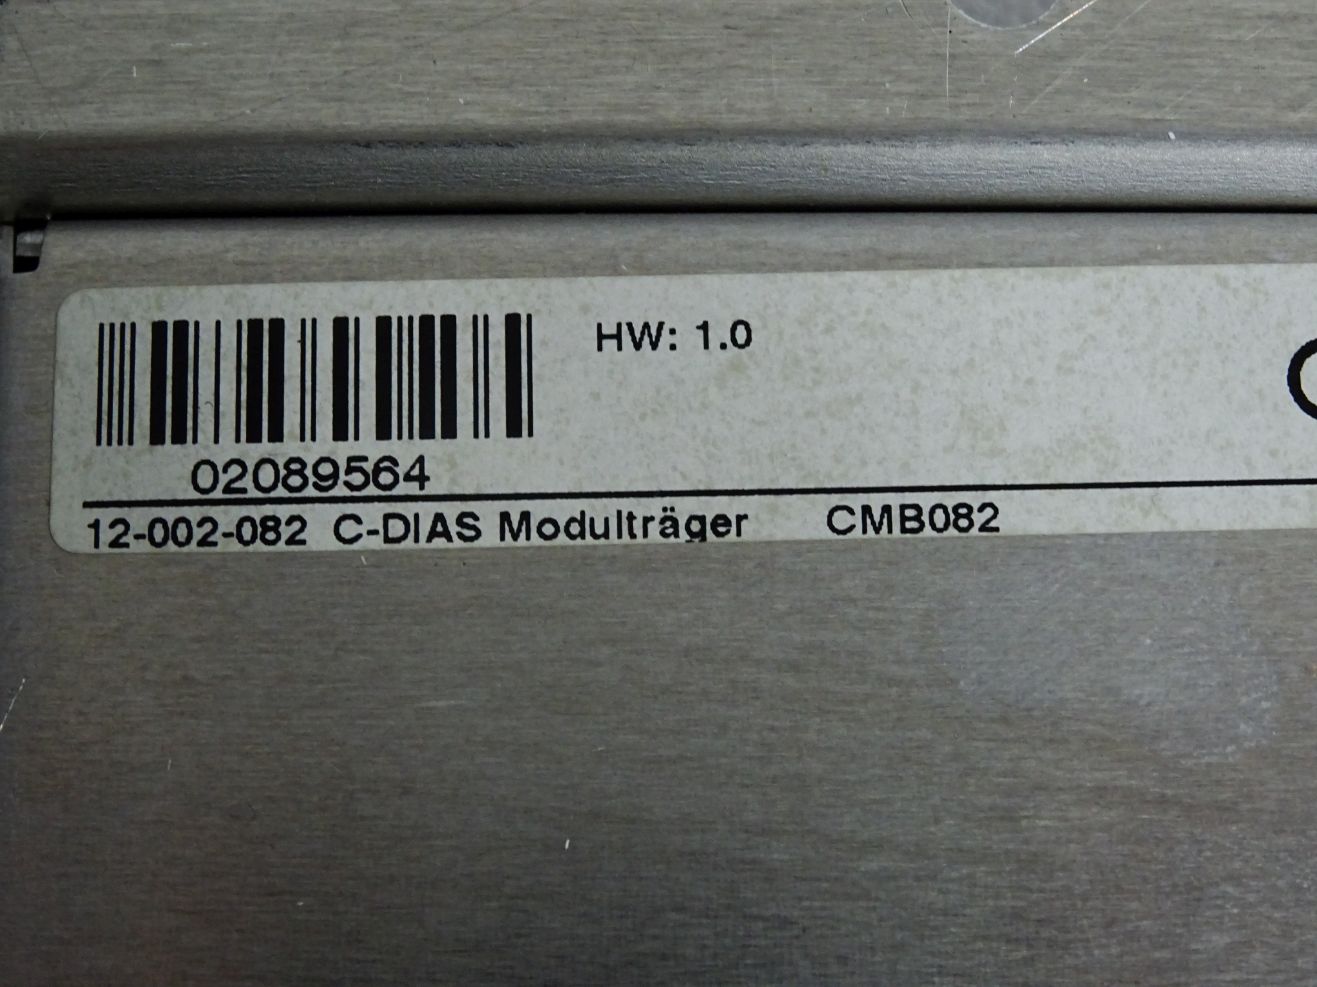 HW: 1.0
02089564
12-002-082 C-DIAS Modulträger CMB082